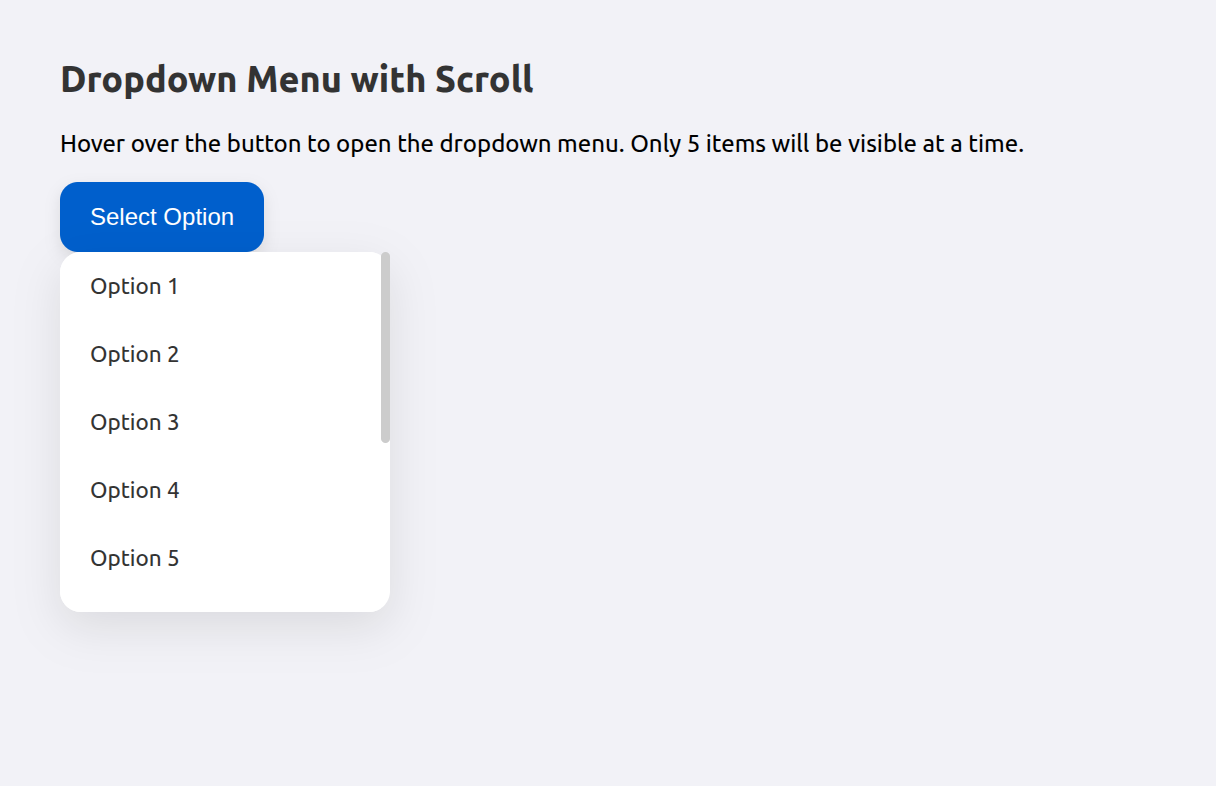 Dropdown Menu with Scroll
Hover over the button to open the dropdown menu. Only 5 items will be visible at a time.
Select Option
Option 1
Option 2
Option 3
Option 4
Option 5